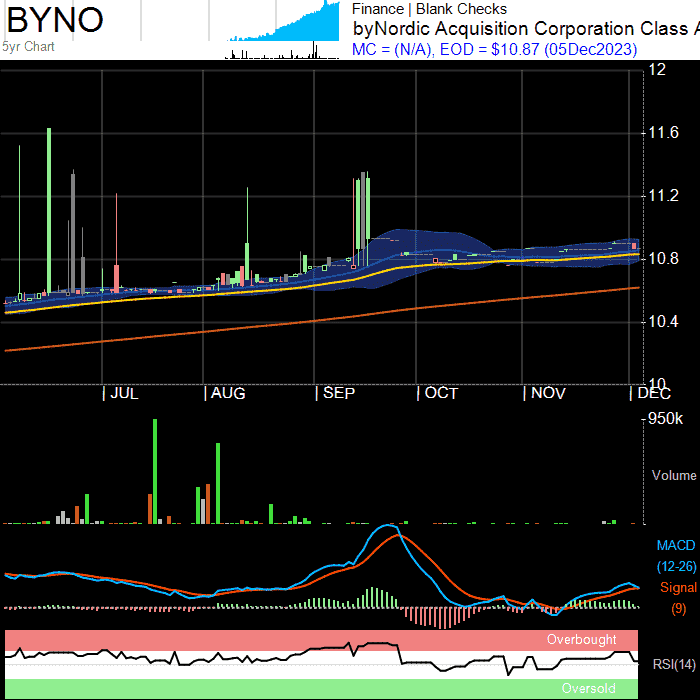 BYNO
5yr Chart
Finance | Blank Checks
byNordic Acquisition Corporation Class A
MC = (N/A), EOD = $10.87 (05Dec2023)
12
11.6
11.2
10.8
10.4
10
JUL AUG SEP OCT NOV DEC
950k
Volume
MACD
(12-26)
Signal
(9)
Overbought
RSI(14)
Oversold